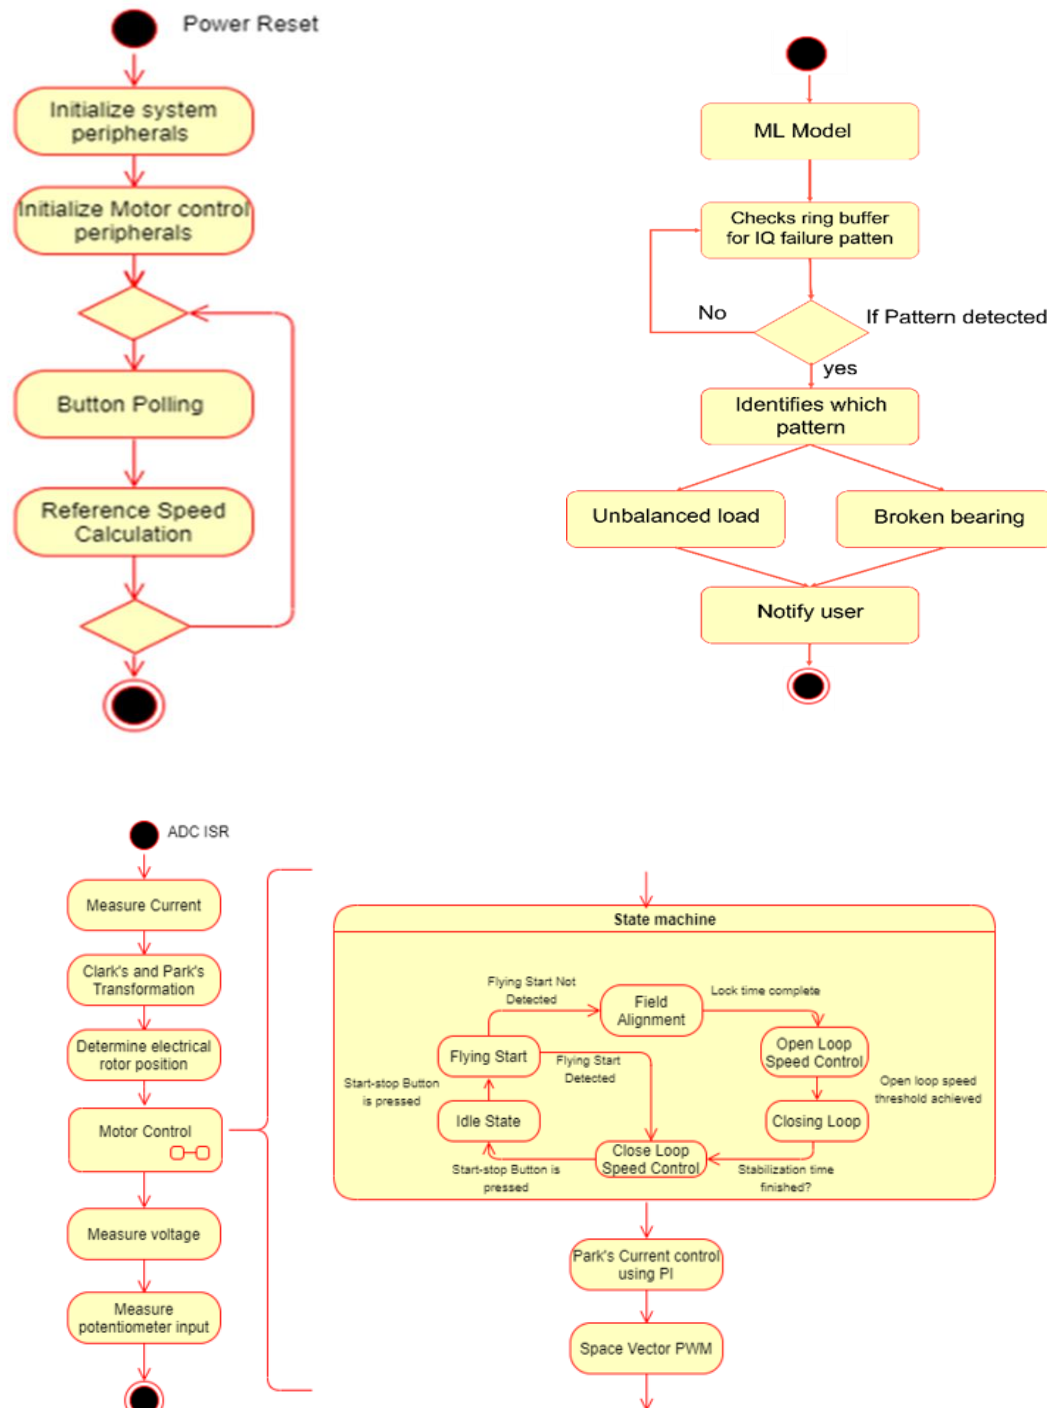 Power Reset
Initialize system
peripherals
Initialize Motor control
peripherals
Button Polling
Reference Speed
Calculation
ML Model
Checks ring buffer
for IQ failure patten
No
If Pattern detected
yes
Identifies which
pattern
Unbalanced load
Broken bearing
Notify user
ADC ISR
Measure Current
Clark's and Park's
Transformation
Determine electrical
rotor position
Motor Control
Measure voltage
Measure
potentiometer input
State machine
Flying Start Not
Detected
Field
Alignment
Lock time complete
Flying Start
Flying Start
Detected
Open Loop
Speed Control
Start-stop Button
is pressed
Open loop speed
threshold achieved
Idle State
Closing Loop
Close Loop
Speed Control
Start-stop Button is
pressed
Stabilization time
finished?
Park's Current control
using PI
Space Vector PWM